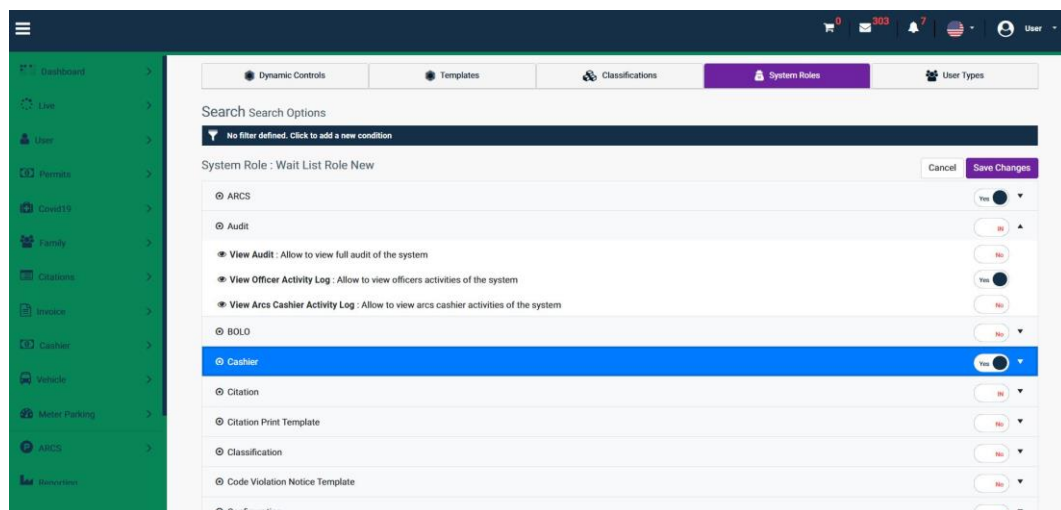 0
303
7
User
Dashboard
Live
User
Permits
Covid19
Family
Citations
Invoice
Cashier
Vehicle
Meter Parking
ARCS
Reporting
Dynamic Controls
Templates
Classifications
System Roles
User Types
Search Search Options
No filter defined. Click to add a new condition
System Role : Wait List Role New
Cancel
Save Changes
ARCS
Yes
Audit
IN
View Audit : Allow to view full audit of the system
No
View Officer Activity Log : Allow to view officers activities of the system
Yes
View Arcs Cashier Activity Log : Allow to view arcs cashier activities of the system
No
BOLO
No
Cashier
Yes
Citation
IN
Citation Print Template
No
Classification
No
Code Violation Notice Template
No